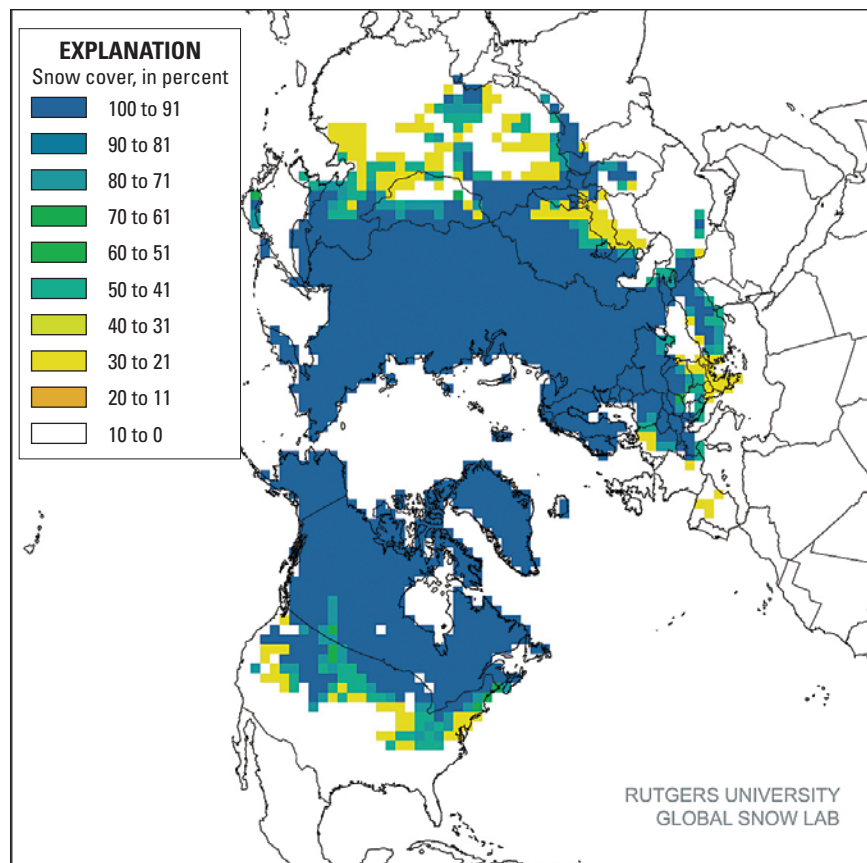 EXPLANATION
Snow cover, in percent
100 to 91
90 to 81
80 to 71
70 to 61
60 to 51
50 to 41
40 to 31
30 to 21
20 to 11
10 to 0
RUTGERS UNIVERSITY
GLOBAL SNOW LAB